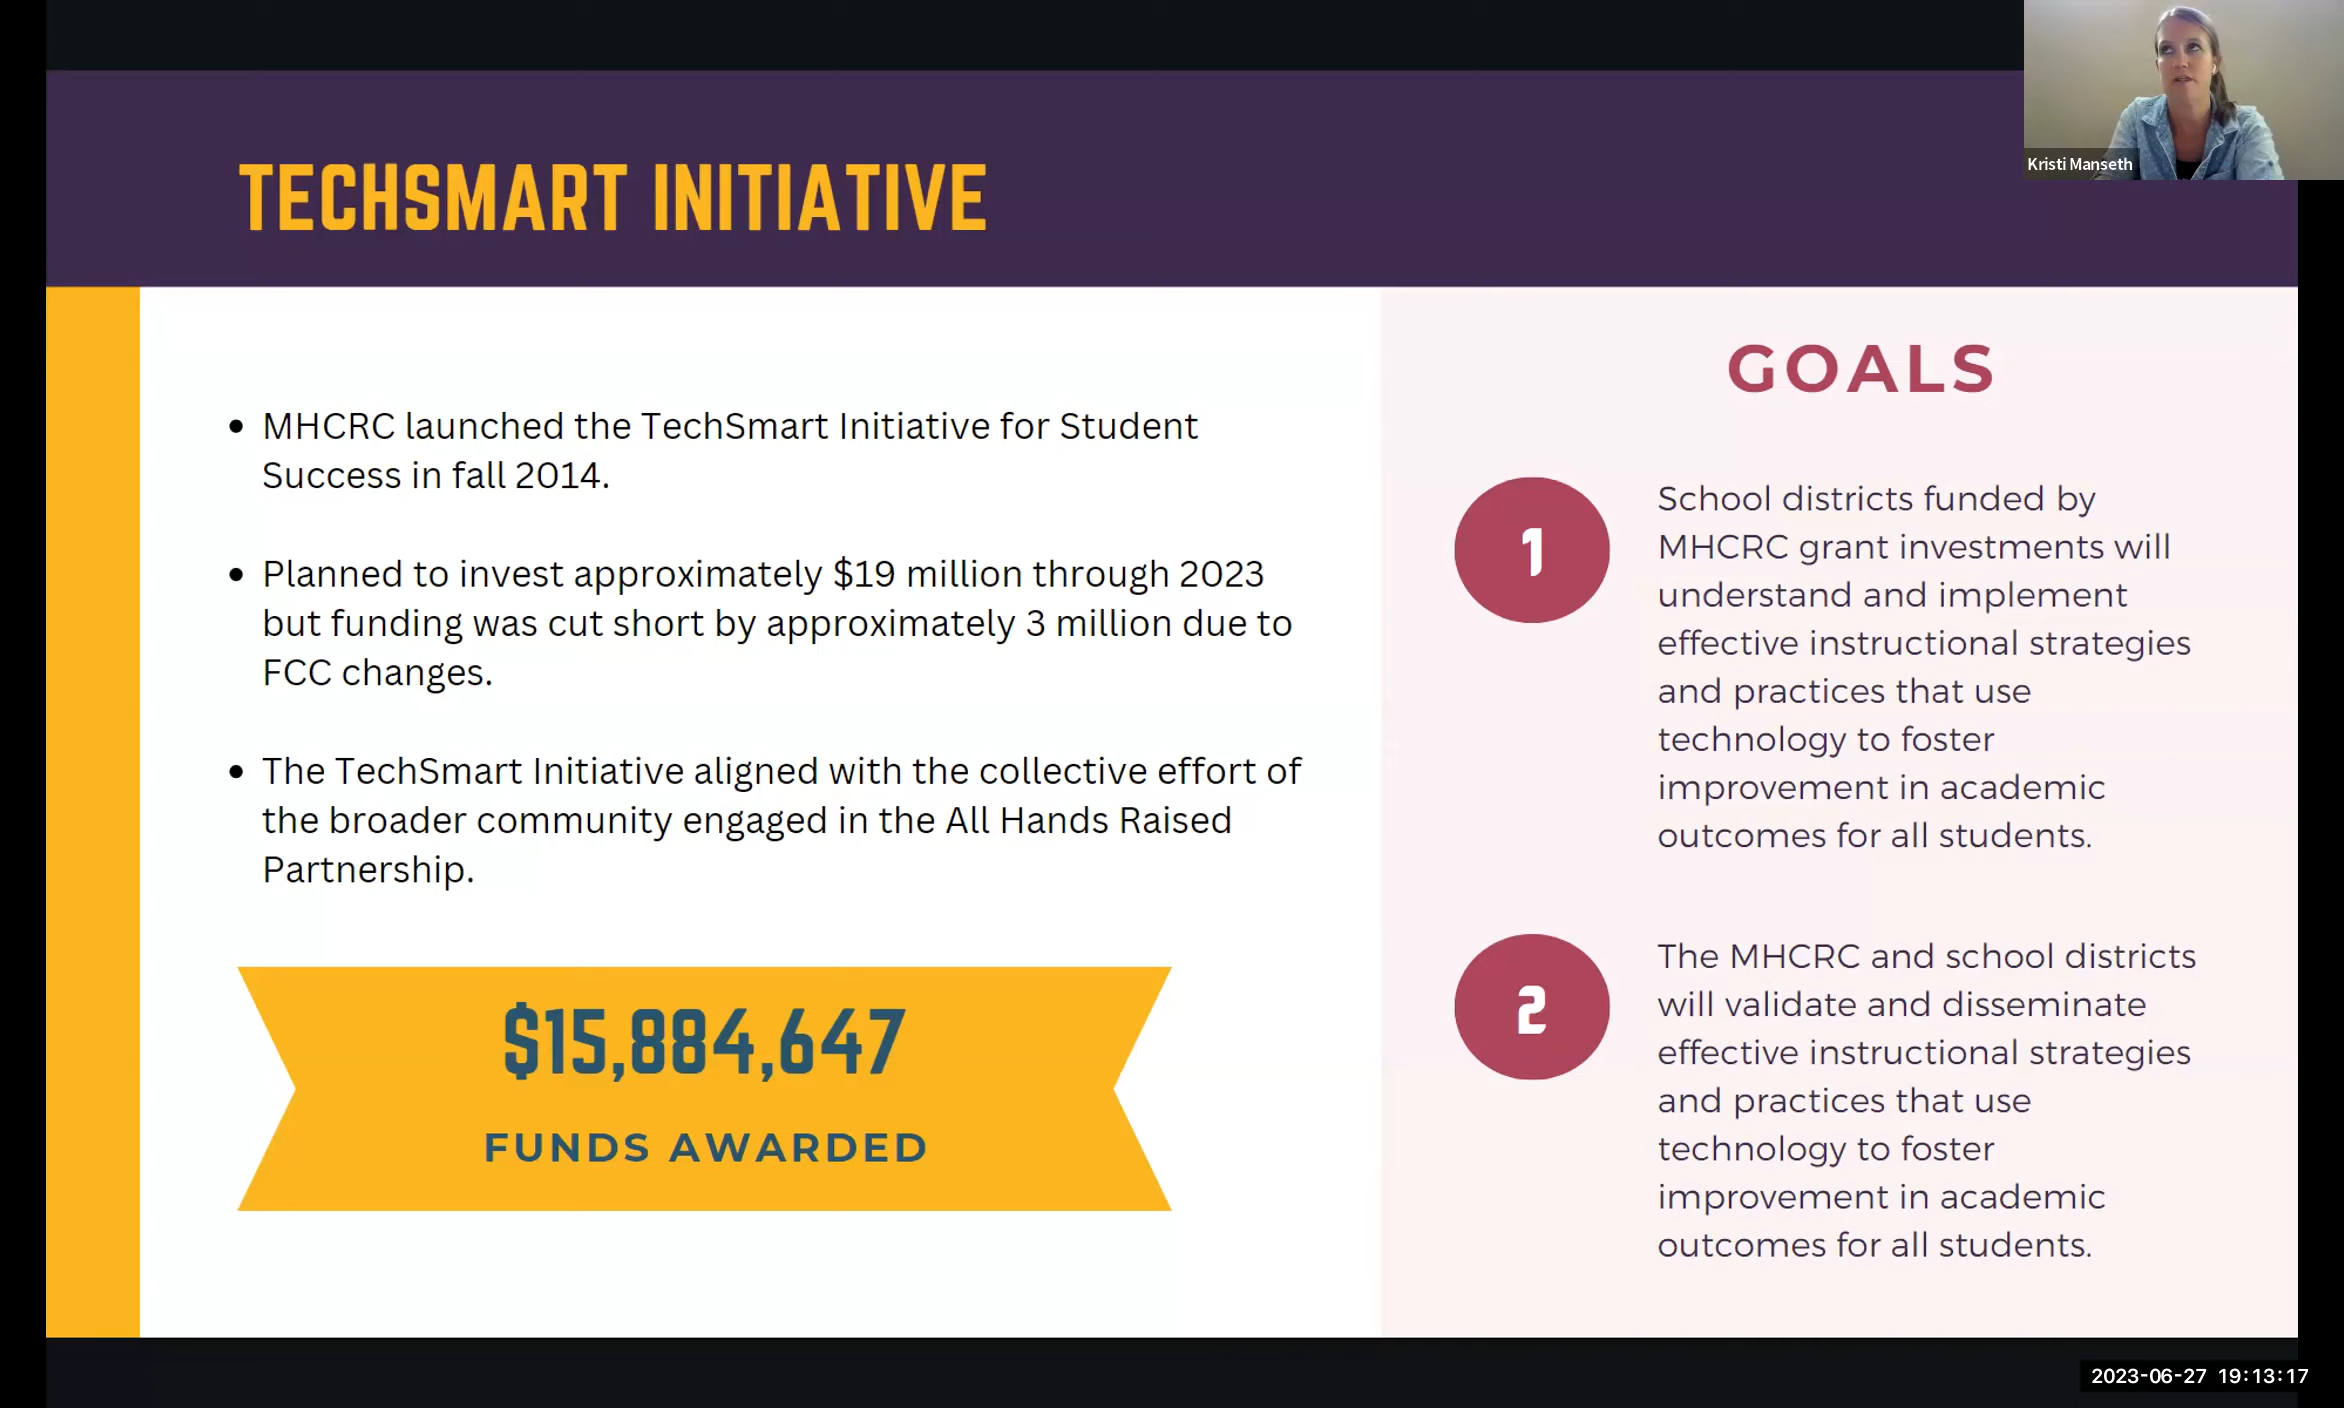 Kristi Manseth
TECHSMART INITIATIVE
• MHCRC launched the TechSmart Initiative for Student
Success in fall 2014.
• Planned to invest approximately $19 million through 2023
but funding was cut short by approximately 3 million due to
FCC changes.
• The TechSmart Initiative aligned with the collective effort of
the broader community engaged in the All Hands Raised
Partnership.
$15,884,647
FUNDS AWARDED
GOALS
1
School districts funded by
MHCRC grant investments will
understand and implement
effective instructional strategies
and practices that use
technology to foster
improvement in academic
outcomes for all students.
2
The MHCRC and school districts
will validate and disseminate
effective instructional strategies
and practices that use
technology to foster
improvement in academic
outcomes for all students.
2023-06-27 19:13:17